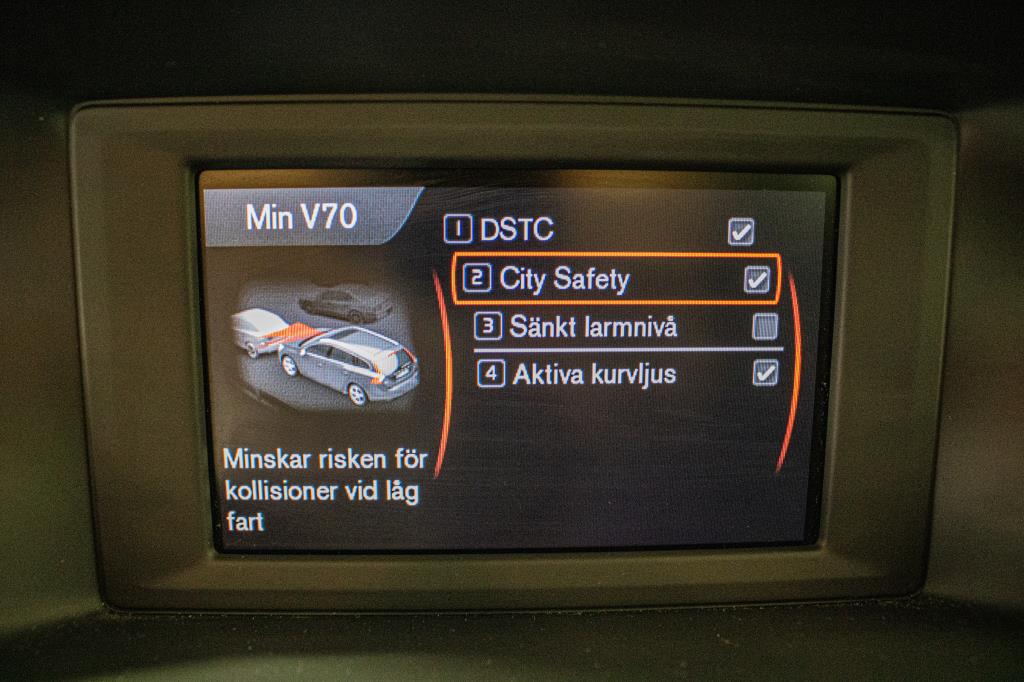 Min V70
1 DSTC
2 City Safety
3 Sänkt larmnivå
4 Aktiva kurvljus
Minskar risken för
kollisioner vid låg
fart